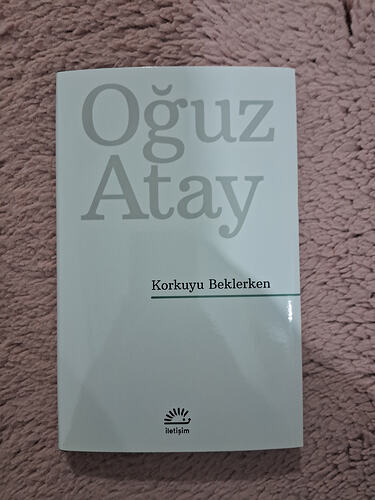 Oğuz
Atay
Korkuyu Beklerken
iletişim